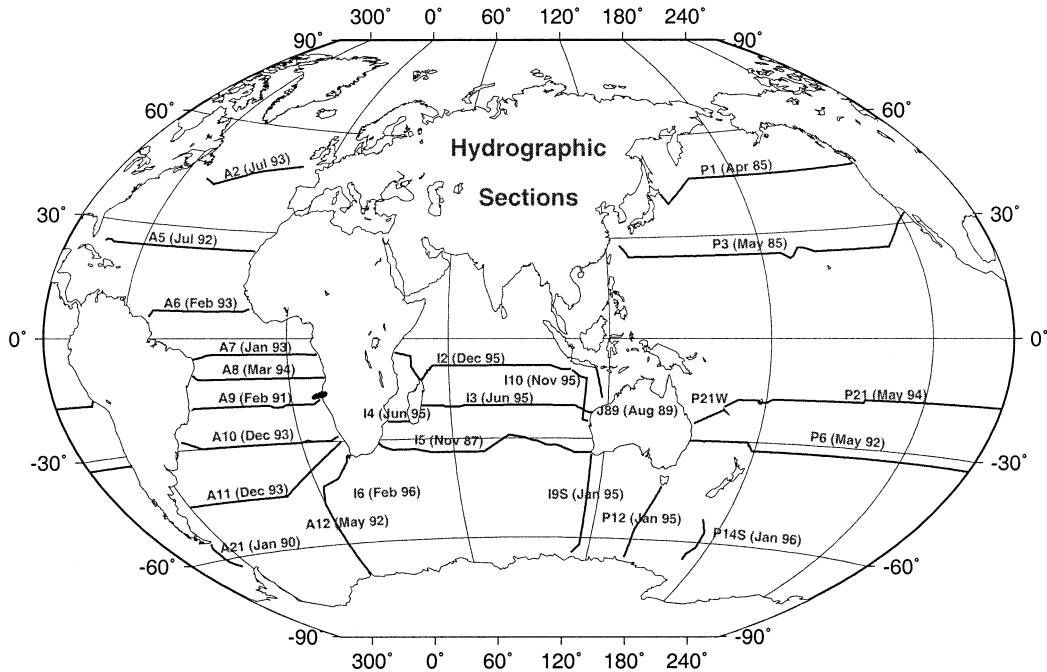 300° 0° 60° 120° 180° 240°
90° 90°
60° 60°
Hydrographic
Sections
A2 (Jul 93)
P1 (Apr 85)
30° 30°
A5 (Jul 92)
P3 (May 85)
A6 (Feb 93)
0° 0°
A7 (Jan 93)
I2 (Dec 95)
A8 (Mar 94)
I10 (Nov 95)
A9 (Feb 91)
I4 (Jun 95)
I3 (Jun 95)
J89 (Aug 89)
P21W
P21 (May 94)
A10 (Dec 93)
I5 (Nov 87)
P6 (May 92)
-30° -30°
A11 (Dec 93)
I6 (Feb 96)
I9S (Jan 95)
A12 (May 92)
P12 (Jan 95)
A21 (Jan 90)
P14S (Jan 96)
-60° -60°
-90° -90°
300° 0° 60° 120° 180° 240°